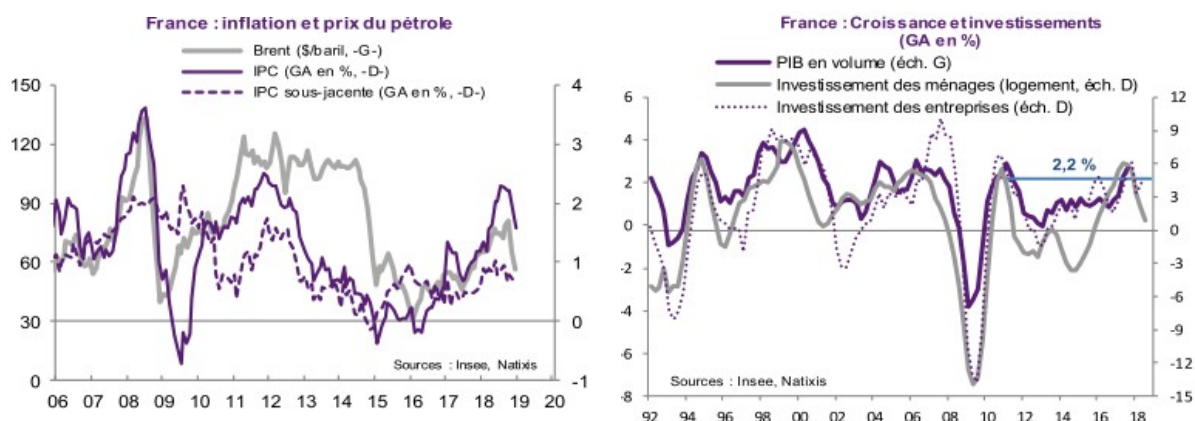 France : inflation et prix du pétrole
Brent ($/baril, -G-)
IPC (GA en %, -D-)
IPC sous-jacente (GA en %, -D-)
150
120
90
60
30
0
4
3
2
1
0
-1
Sources : Insee, Natixis
06 07 08 09 10 11 12 13 14 15 16 17 18 19 20
France : Croissance et investissements
(GA en %)
PIB en volume (éch. G)
Investissement des ménages (logement, éch. D)
Investissement des entreprises (éch. D)
6
4
2
0
-2
-4
-6
-8
12
9
6
3
0
-3
-6
-9
-12
-15
2,2 %
Sources : Insee, Natixis
92 94 96 98 00 02 04 06 08 10 12 14 16 18